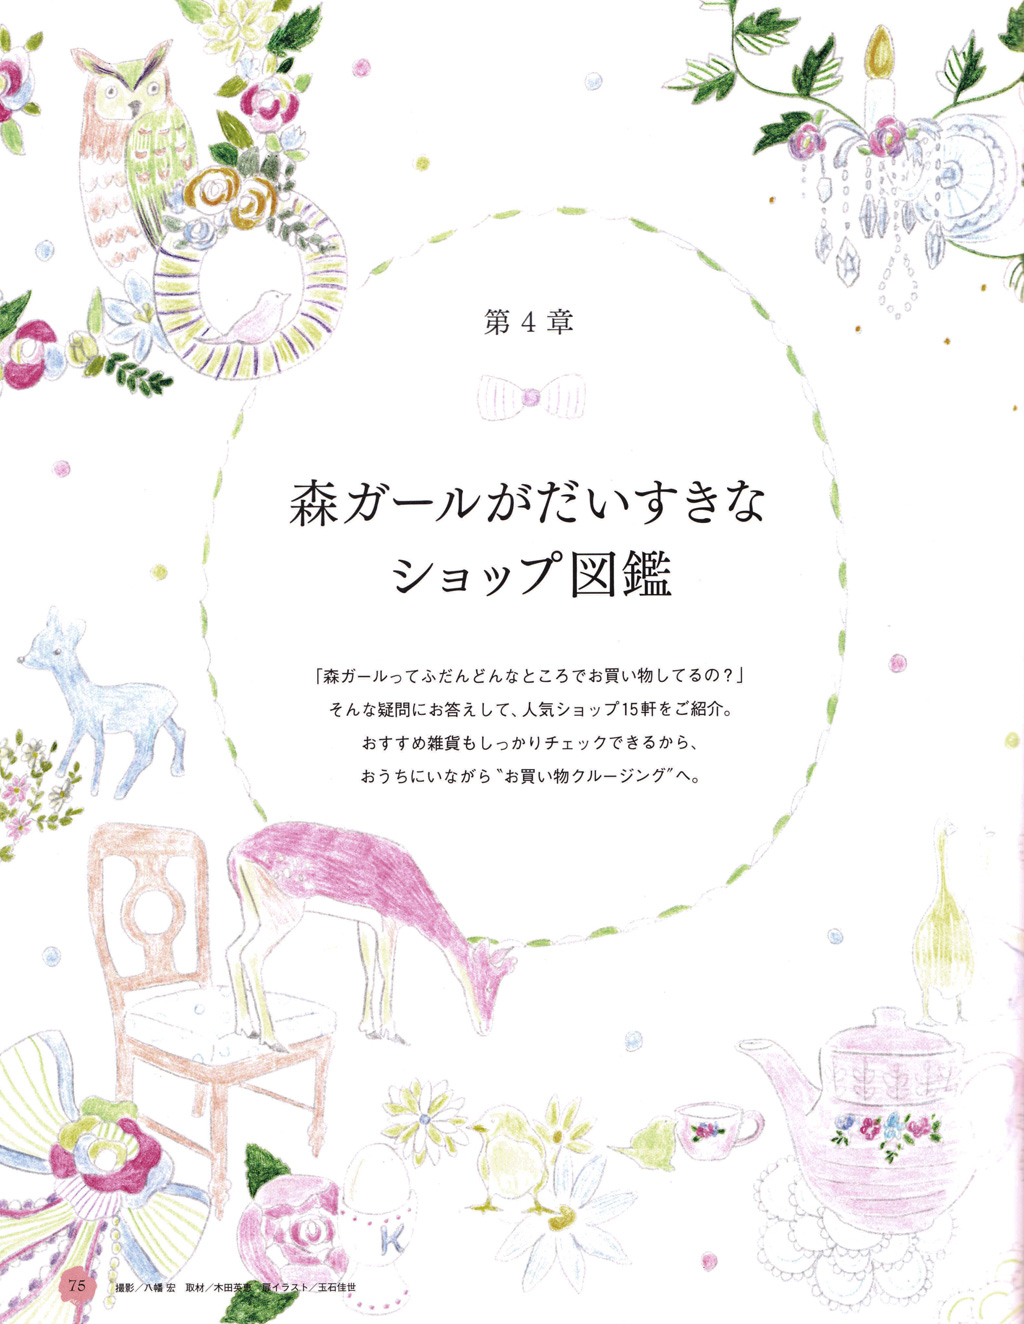 第4章
森ガールがだいすきな
ショップ図鑑
「森ガールってふだんどんなところでお買い物してるの？」
そんな疑問にお答えして、人気ショップ15軒をご紹介。
おすすめ雑貨もしっかりチェックできるから、
おうちにいながら〝お買い物クルージング〟へ。
K
75
撮影／八幡 宏　取材／木田英恵　扉イラスト／玉石佳世